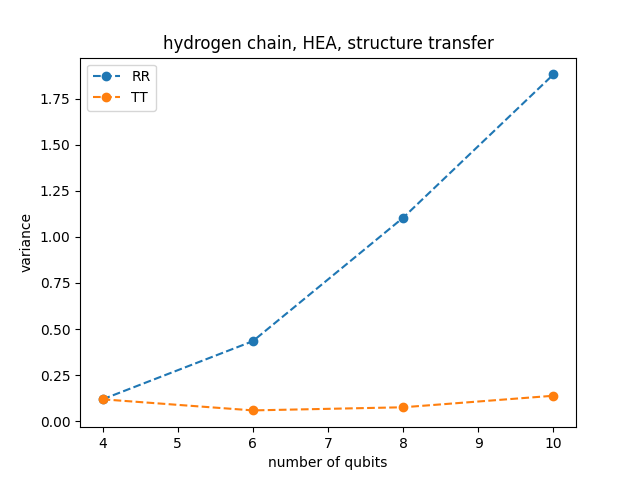 hydrogen chain, HEA, structure transfer
RR
TT
1.75
1.50
1.25
1.00
0.75
0.50
0.25
0.00
variance
4 5 6 7 8 9 10
number of qubits